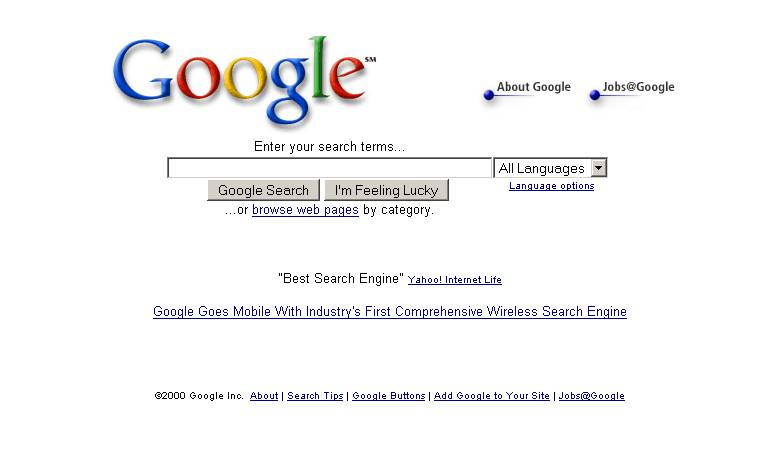 Google SM
About Google Jobs@Google
Enter your search terms...
All Languages
Google Search I'm Feeling Lucky Language options
...or browse web pages by category.
"Best Search Engine" Yahoo! Internet Life
Google Goes Mobile With Industry's First Comprehensive Wireless Search Engine
©2000 Google Inc. About | Search Tips | Google Buttons | Add Google to Your Site | Jobs@Google